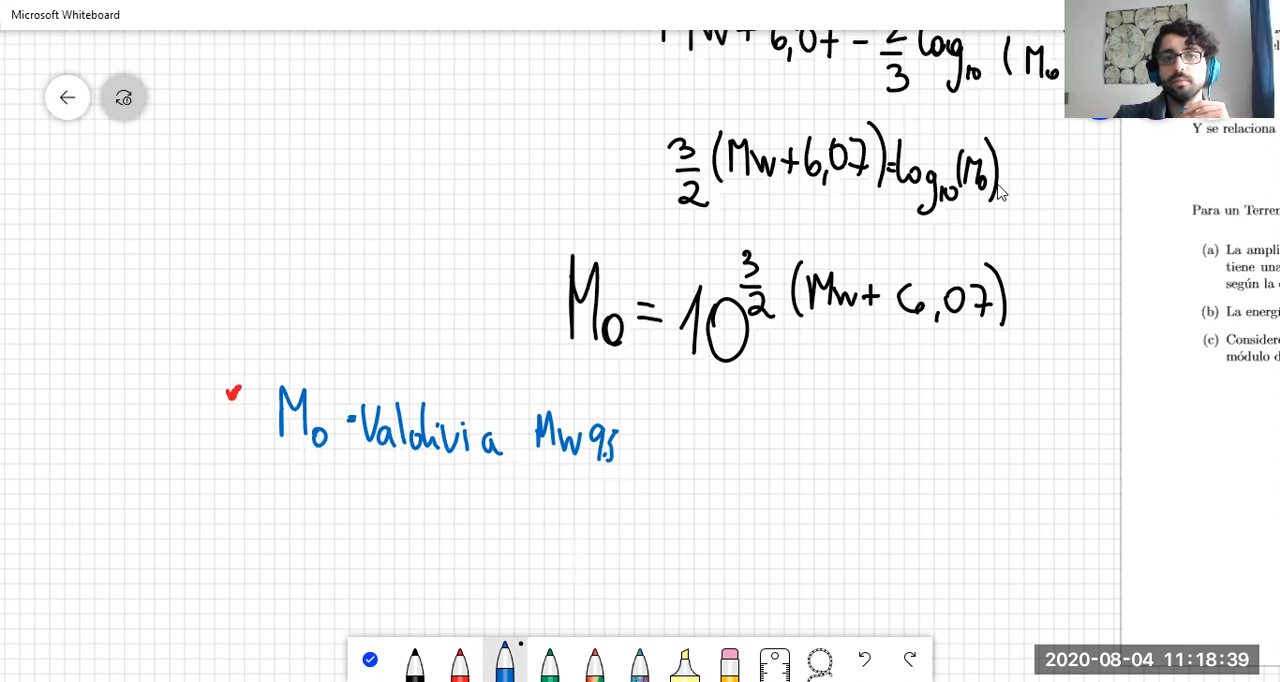 Microsoft Whiteboard
Mw + 6,07 = 2/3 log10 (M0
3/2 (Mw+6,07)=log10(M0)
M0 = 10^3/2 (Mw+ 6,07)
M0 · Valdivia Mw 9.5
Y se relaciona
Para un Terre
(a) La ampli
tiene una
según la
(b) La energí
(c) Consider
módulo d
2020-08-04 11:18:39